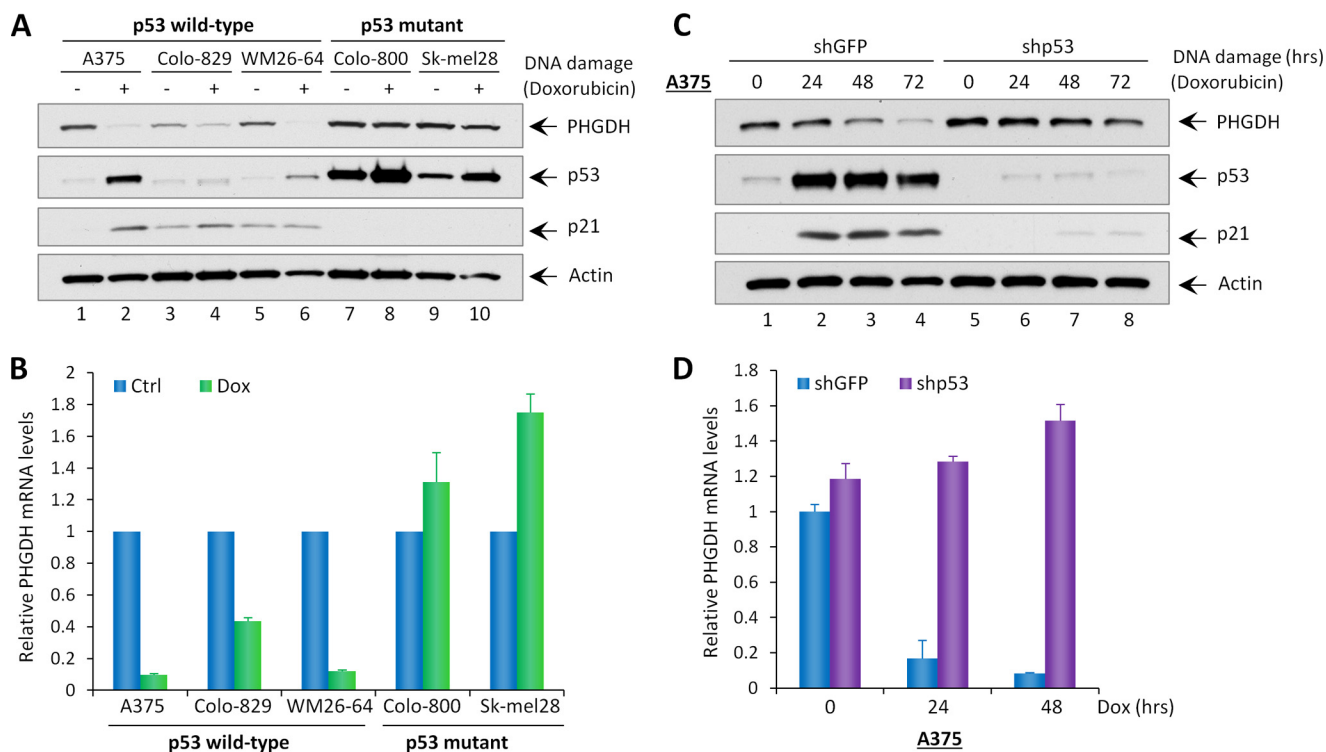 A
p53 wild-type p53 mutant
A375 Colo-829 WM26-64 Colo-800 Sk-mel28
DNA damage
- + - + - + - + - + (Doxorubicin)
PHGDH
p53
p21
Actin
1 2 3 4 5 6 7 8 9 10
B
Relative PHGDH mRNA levels
2
1.8
1.6
1.4
1.2
1
0.8
0.6
0.4
0.2
0
Ctrl Dox
A375 Colo-829 WM26-64 Colo-800 Sk-mel28
p53 wild-type p53 mutant
C
shGFP shp53 DNA damage (hrs)
A375 0 24 48 72 0 24 48 72 (Doxorubicin)
PHGDH
p53
p21
Actin
1 2 3 4 5 6 7 8
D
Relative PHGDH mRNA levels
1.8
1.6
1.4
1.2
1
0.8
0.6
0.4
0.2
0
shGFP shp53
0 24 48 Dox (hrs)
A375